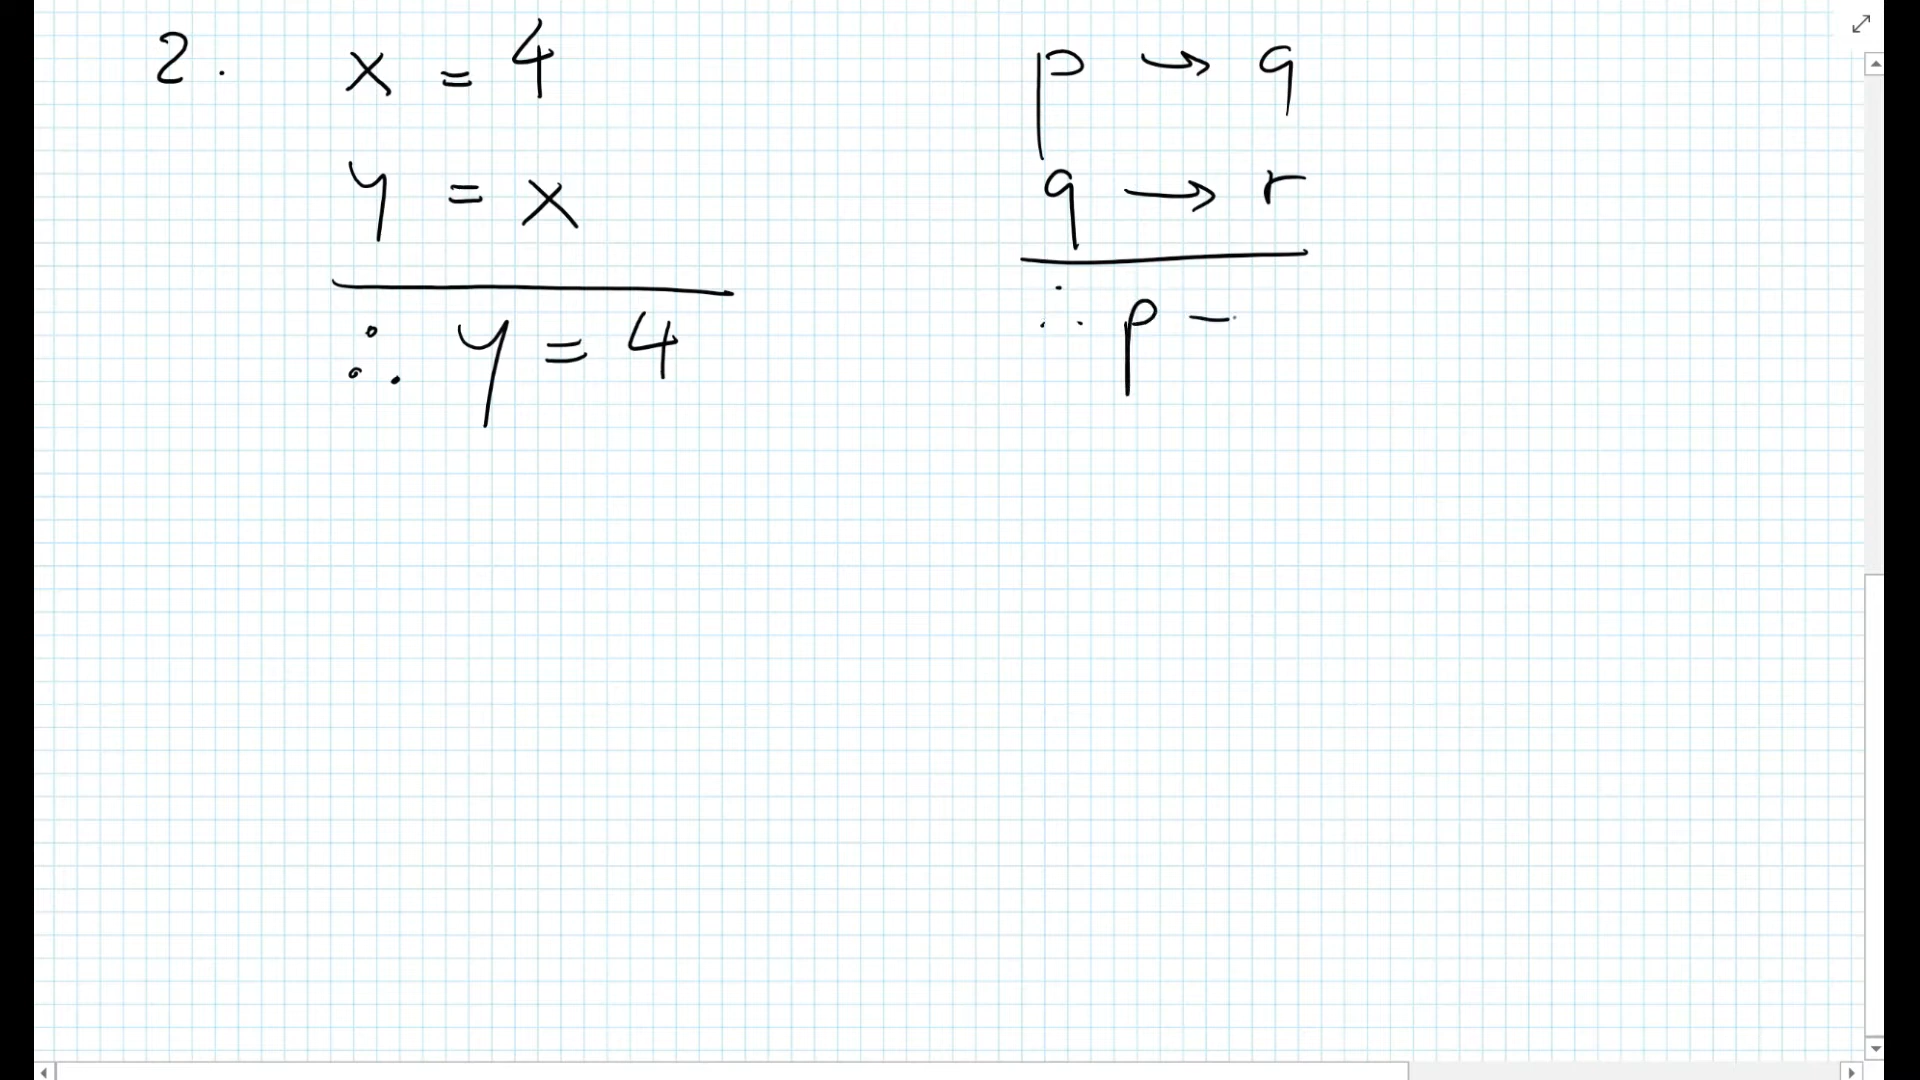 2. x = 4
y = x
∴ y = 4
p → q
q → r
∴ p –